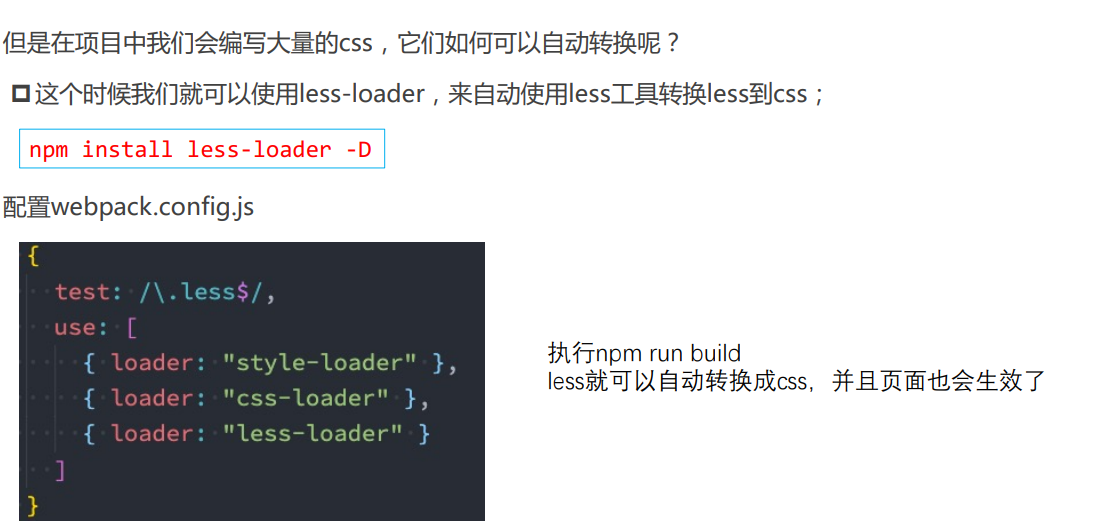 但是在项目中我们会编写大量的css，它们如何可以自动转换呢？
这个时候我们就可以使用less-loader，来自动使用less工具转换less到css；
npm install less-loader -D
配置webpack.config.js
{
test: /\.less$/,
use: [
{ loader: "style-loader" },
{ loader: "css-loader" },
{ loader: "less-loader" }
]
}
执行npm run build
less就可以自动转换成css，并且页面也会生效了